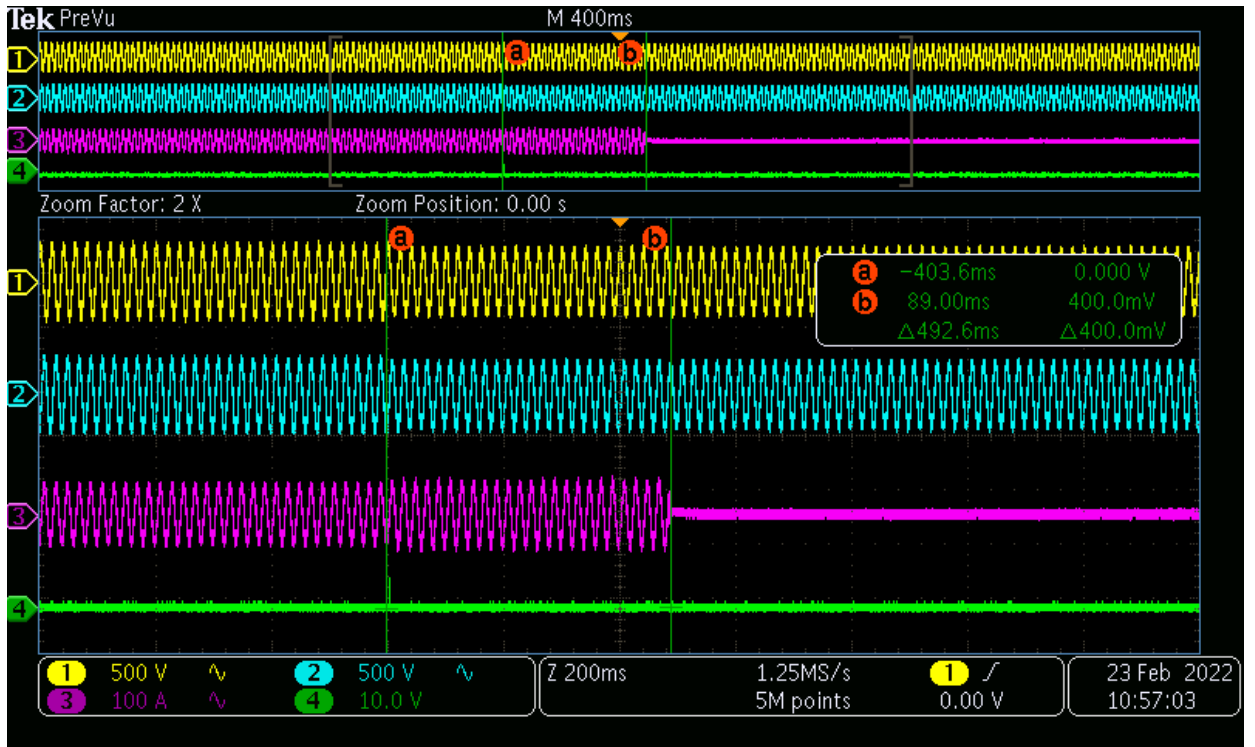 Tek PreVu M 400ms
1 a b
2
3
4
Zoom Factor: 2 X Zoom Position: 0.00 s
a b
1 a -403.6ms 0.000 V
b 89.00ms 400.0mV
△492.6ms △400.0mV
2
3
4
1 500 V ∿ 2 500 V ∿ Z 200ms 1.25MS/s 1 ∫ 23 Feb 2022
3 100 A ∿ 4 10.0 V 5M points 0.00 V 10:57:03